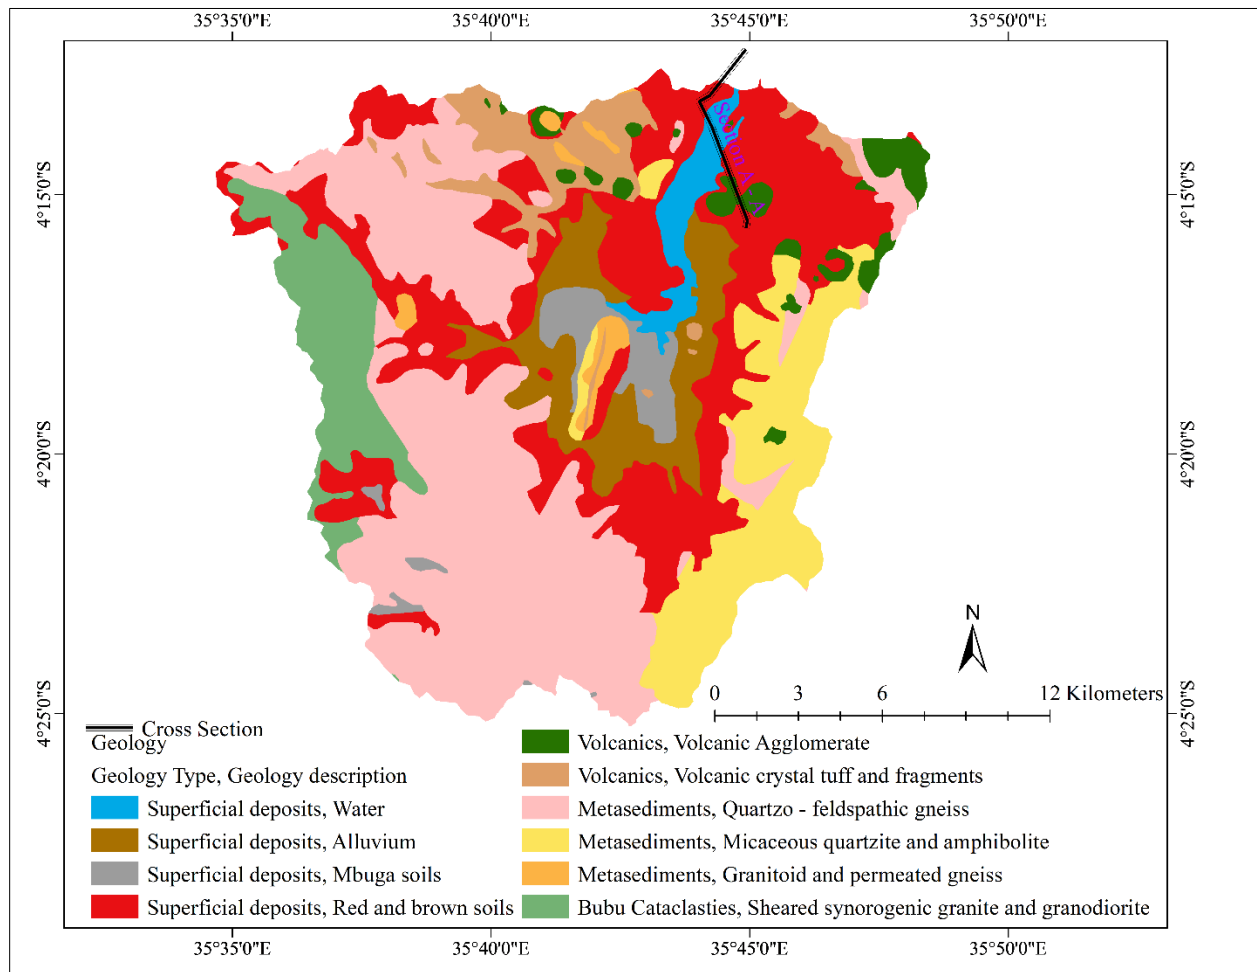 35°35'0"E 35°40'0"E 35°45'0"E 35°50'0"E
4°15'0"S 4°15'0"S
4°20'0"S 4°20'0"S
4°25'0"S 4°25'0"S
Section A
N
0 3 6 12 Kilometers
Cross Section
Geology
Geology Type, Geology description
Superficial deposits, Water
Superficial deposits, Alluvium
Superficial deposits, Mbuga soils
Superficial deposits, Red and brown soils
Volcanics, Volcanic Agglomerate
Volcanics, Volcanic crystal tuff and fragments
Metasediments, Quartzo - feldspathic gneiss
Metasediments, Micaceous quartzite and amphibolite
Metasediments, Granitoid and permeated gneiss
Bubu Cataclasties, Sheared synorogenic granite and granodiorite
35°35'0"E 35°40'0"E 35°45'0"E 35°50'0"E